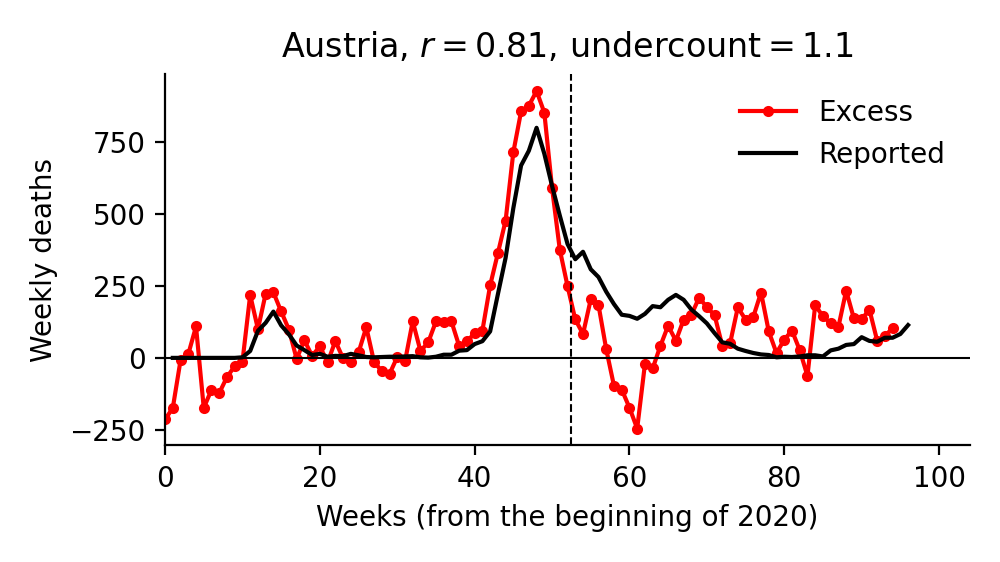 Austria, r = 0.81, undercount = 1.1
Excess
Reported
Weekly deaths
750
500
250
0
−250
0 20 40 60 80 100
Weeks (from the beginning of 2020)